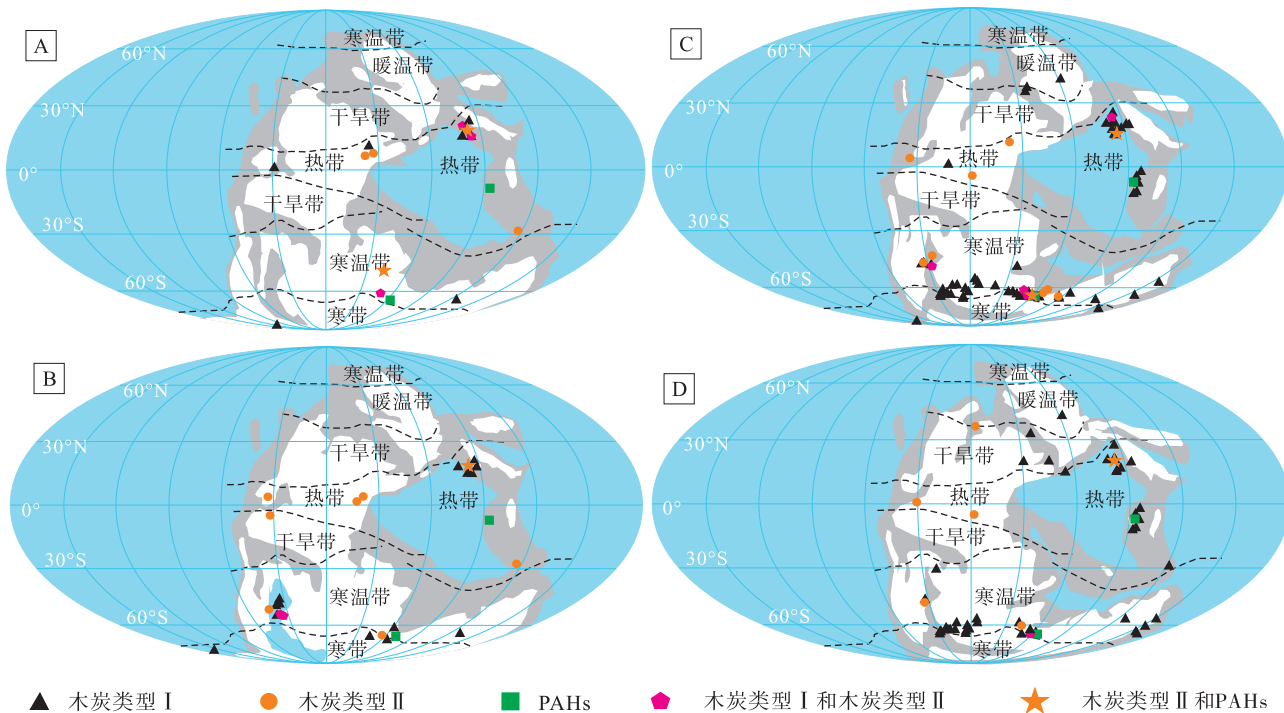 A
60°N
30°N
0°
30°S
60°S
寒温带
暖温带
干旱带
热带
热带
干旱带
寒温带
寒带
C
60°N
30°N
0°
30°S
60°S
寒温带
暖温带
干旱带
热带
热带
干旱带
寒温带
寒带
B
60°N
30°N
0°
30°S
60°S
寒温带
暖温带
干旱带
热带
热带
干旱带
寒温带
寒带
D
60°N
30°N
0°
30°S
60°S
寒温带
暖温带
干旱带
热带
热带
干旱带
寒温带
寒带
木炭类型Ⅰ 木炭类型Ⅱ PAHs 木炭类型Ⅰ和木炭类型Ⅱ 木炭类型Ⅱ和PAHs